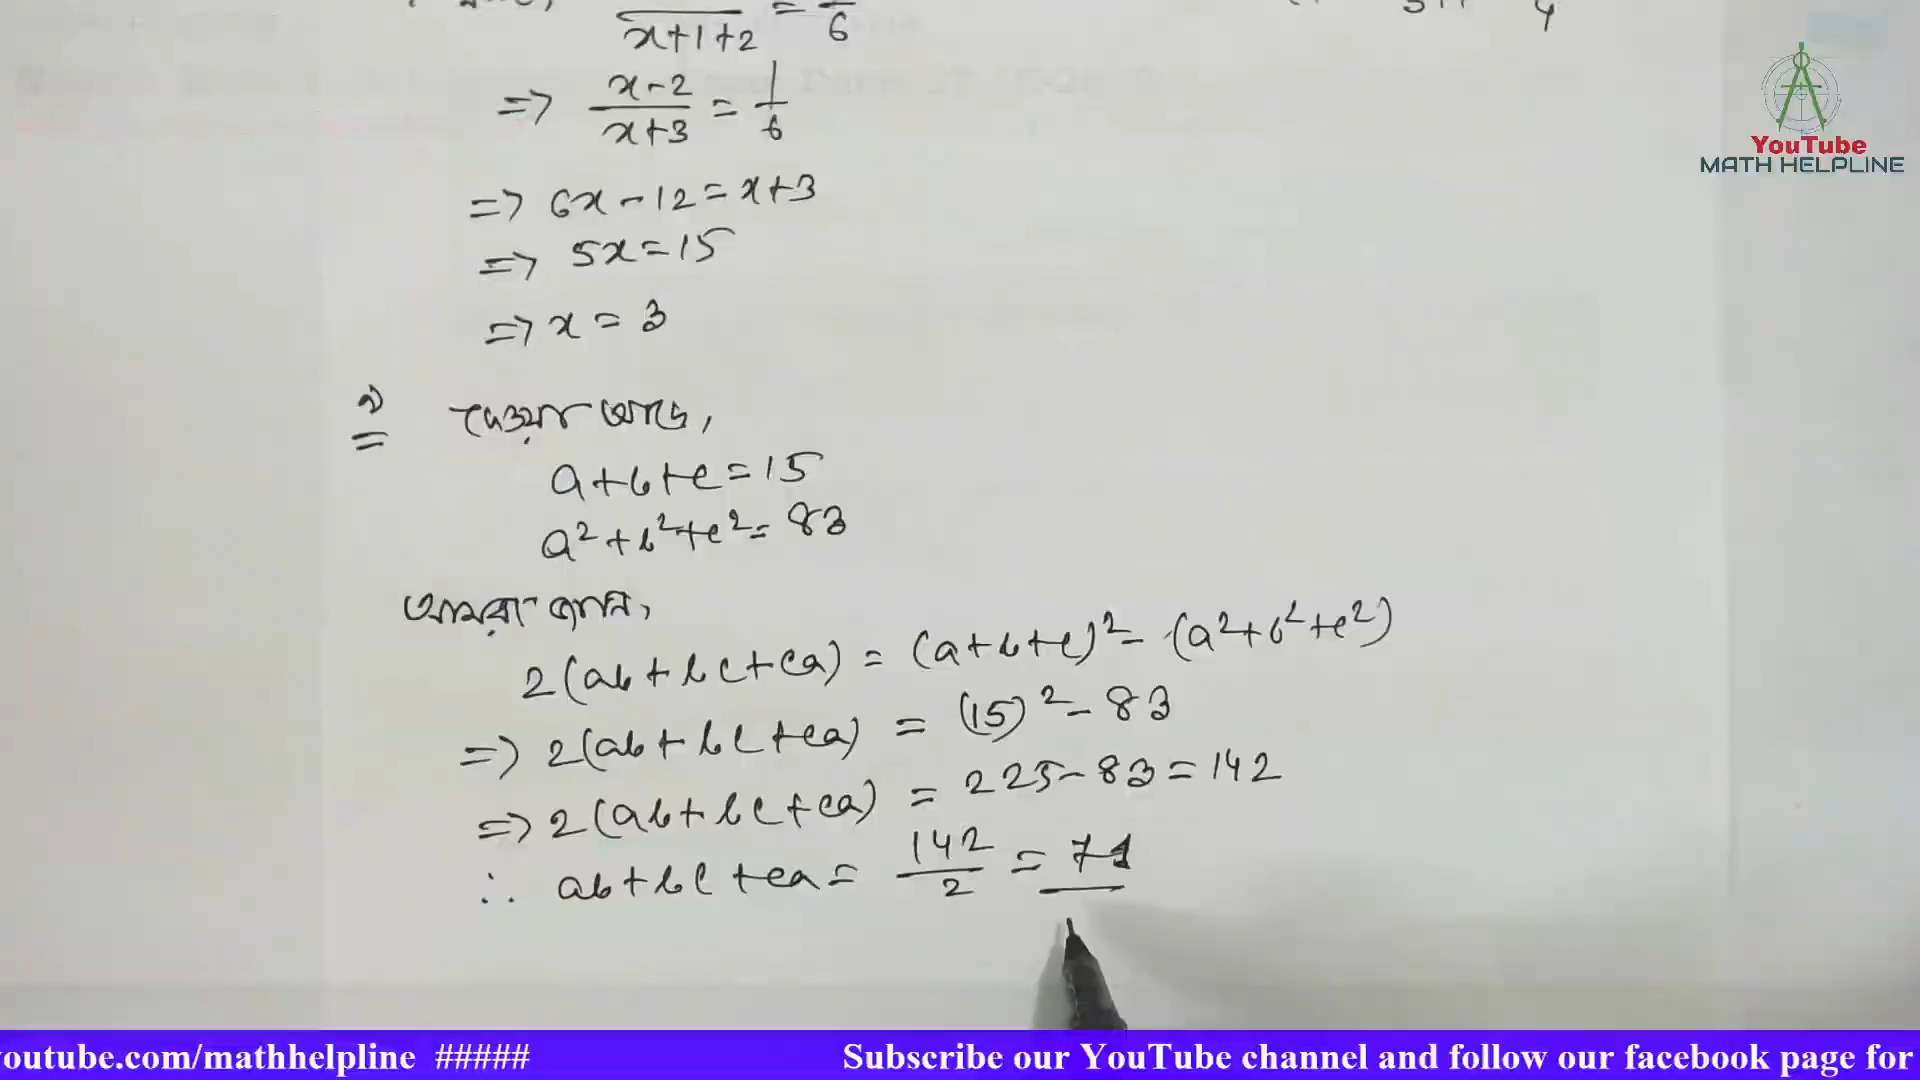 x+1+2 = 6
=> x-2/x+3 = 1/6
=> 6x-12 = x+3
=> 5x = 15
=> x = 3
২ দেওয়া আছে,
a+b+c = 15
a²+b²+c² = 83
আমরা জানি,
2(ab+bc+ca) = (a+b+c)² - (a²+b²+c²)
=> 2(ab+bc+ca) = (15)² - 83
=> 2(ab+bc+ca) = 225-83 = 142
∴ ab+bc+ca = 142/2 = 71
YouTube
MATH HELPLINE
outube.com/mathhelpline ##### Subscribe our YouTube channel and follow our facebook page for